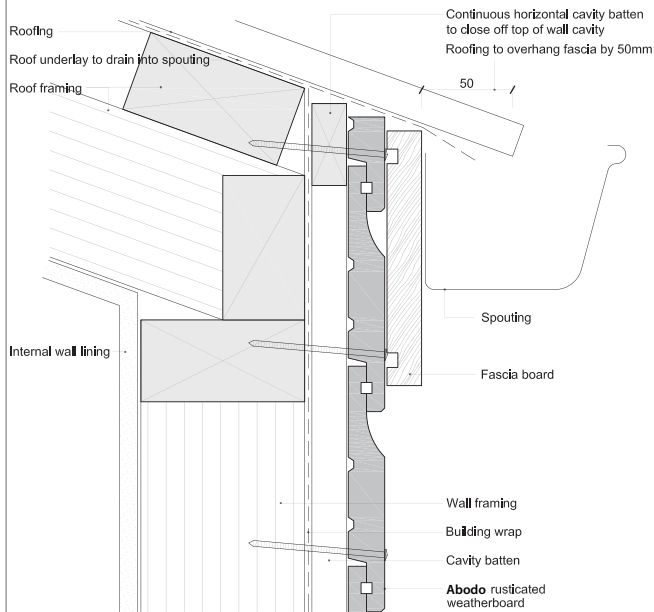 Roofing
Roof underlay to drain into spouting
Roof framing
Continuous horizontal cavity batten
to close off top of wall cavity
Roofing to overhang fascia by 50mm
50
Spouting
Internal wall lining
Fascia board
Wall framing
Building wrap
Cavity batten
Abodo rusticated
weatherboard